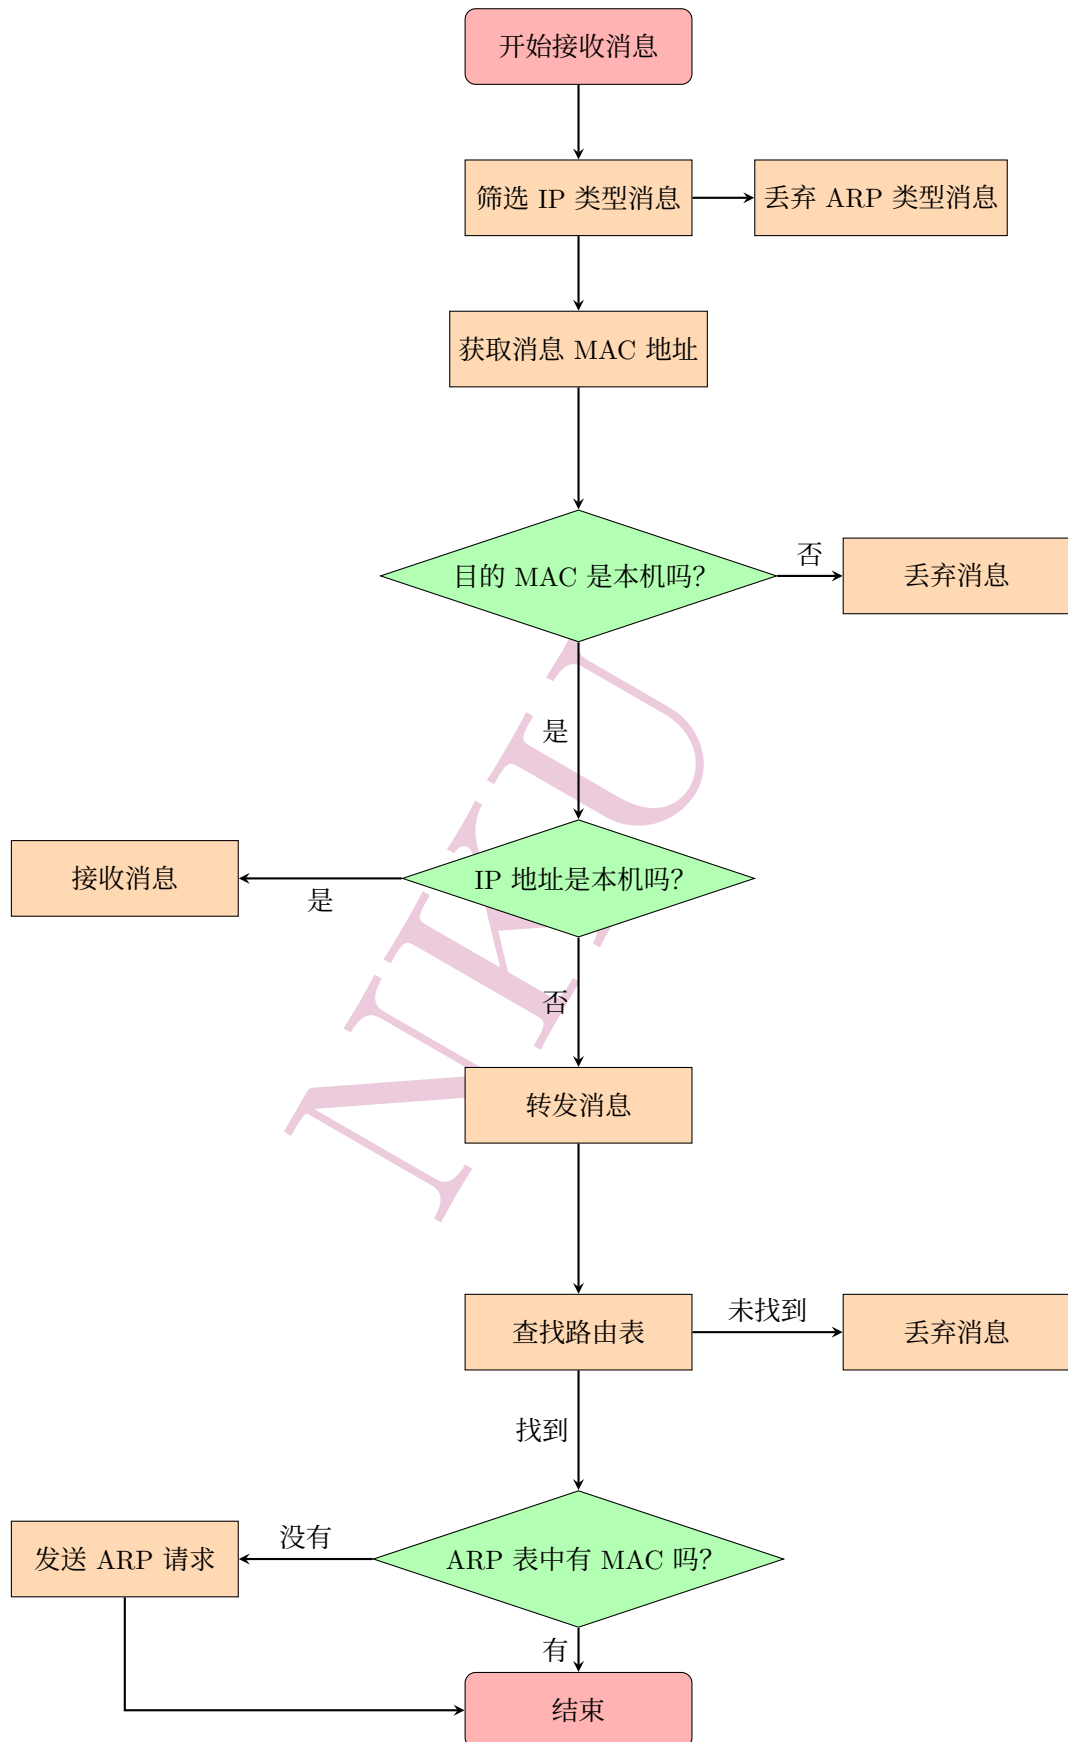 开始接收消息
筛选 IP 类型消息
丢弃 ARP 类型消息
获取消息 MAC 地址
目的 MAC 是本机吗?
否
丢弃消息
是
IP 地址是本机吗?
是
接收消息
否
转发消息
查找路由表
未找到
丢弃消息
找到
ARP 表中有 MAC 吗?
没有
发送 ARP 请求
有
结束
NKU